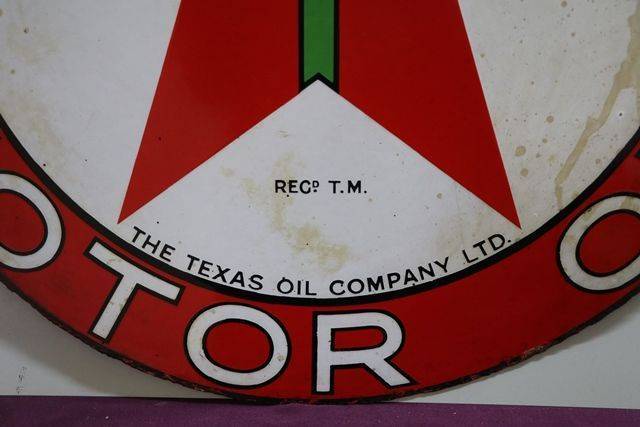 REGD T.M.
THE TEXAS OIL COMPANY LTD.
OTOR O